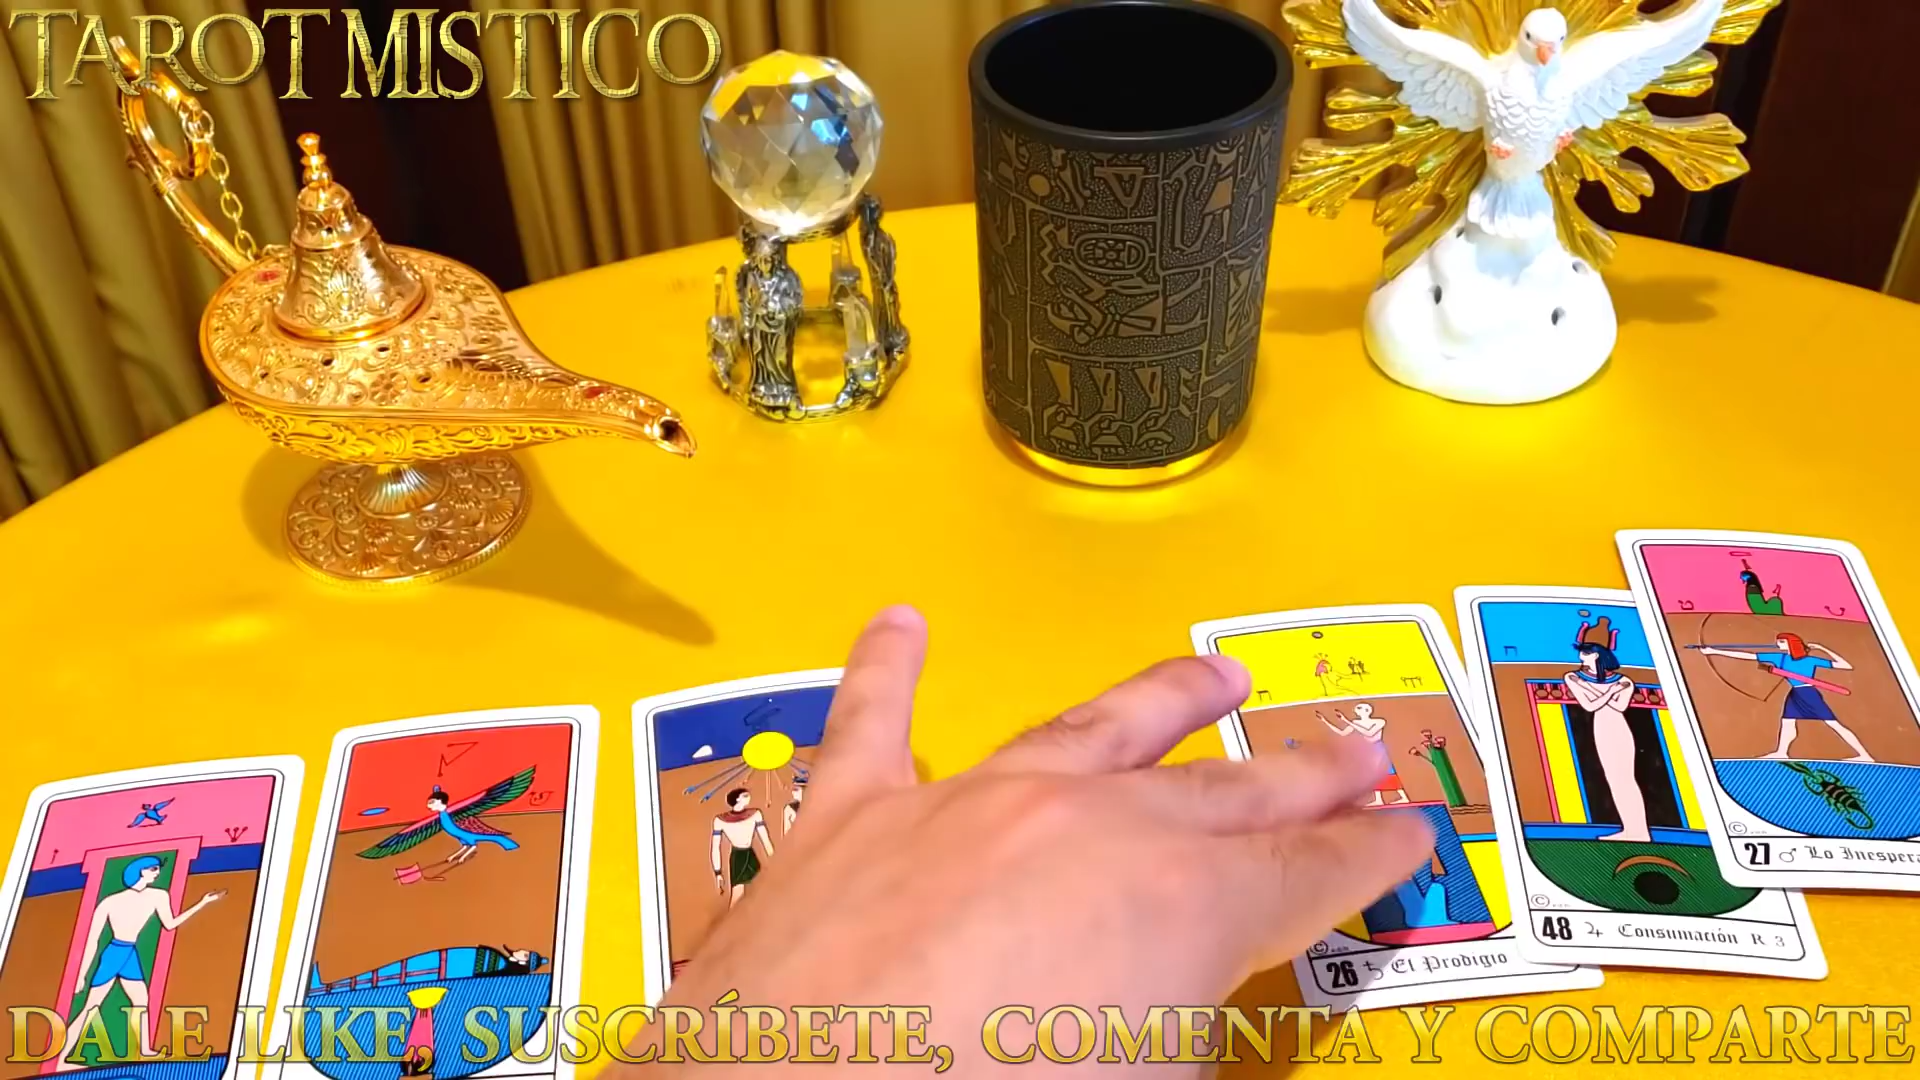 TAROT MISTICO
27 ♂ Lo Inespera
48 ♃ Consumación R 3
26 ♄ El Prodigio
DALE LIKE, SUSCRÍBETE, COMENTA Y COMPARTE